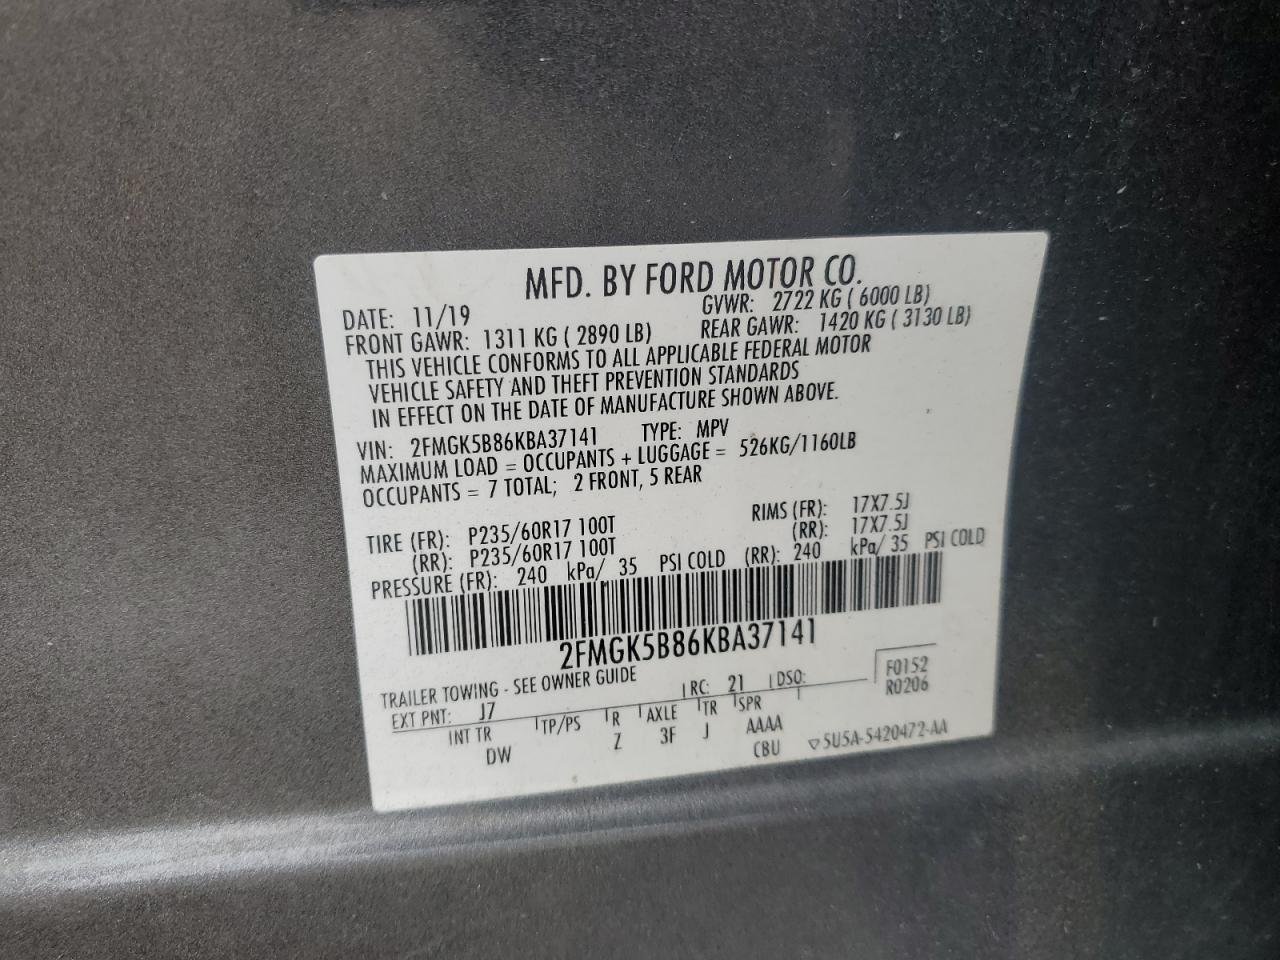 MFD. BY FORD MOTOR CO.
DATE: 11/19 GVWR: 2722 KG ( 6000 LB)
FRONT GAWR: 1311 KG ( 2890 LB) REAR GAWR: 1420 KG ( 3130 LB)
THIS VEHICLE CONFORMS TO ALL APPLICABLE FEDERAL MOTOR
VEHICLE SAFETY AND THEFT PREVENTION STANDARDS
IN EFFECT ON THE DATE OF MANUFACTURE SHOWN ABOVE.
VIN: 2FMGK5B86KBA37141 TYPE: MPV
MAXIMUM LOAD = OCCUPANTS + LUGGAGE = 526KG/1160LB
OCCUPANTS = 7 TOTAL; 2 FRONT, 5 REAR
TIRE (FR): P235/60R17 100T RIMS (FR): 17X7.5J
(RR): P235/60R17 100T (RR): 17X7.5J
PRESSURE (FR): 240 kPa/ 35 PSI COLD (RR): 240 kPa/ 35 PSI COLD
2FMGK5B86KBA37141
TRAILER TOWING - SEE OWNER GUIDE
EXT PNT: J7 RC: 21 DSO: F0152
R0206
INT TR TP/PS R AXLE TR SPR
DW Z 3F J AAAA
CBU ▽5U5A-5420472-AA